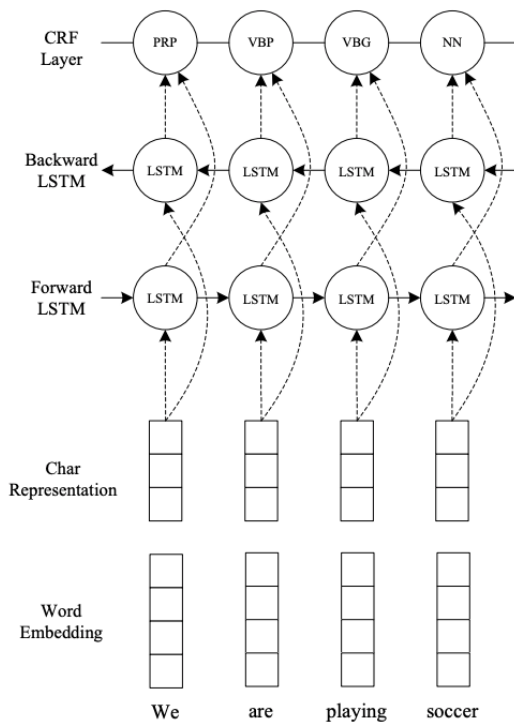 CRF
Layer
PRP VBP VBG NN
Backward
LSTM
LSTM LSTM LSTM LSTM
Forward
LSTM
LSTM LSTM LSTM LSTM
Char
Representation
Word
Embedding
We are playing soccer